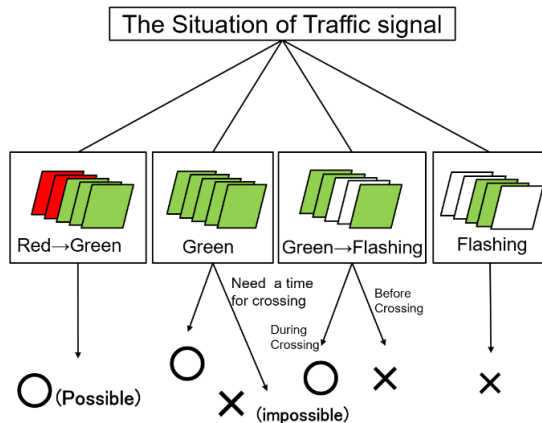 The Situation of Traffic signal
Red→Green
Green
Green→Flashing
Flashing
Need a time
for crossing
During
Crossing
Before
Crossing
(Possible)
(impossible)